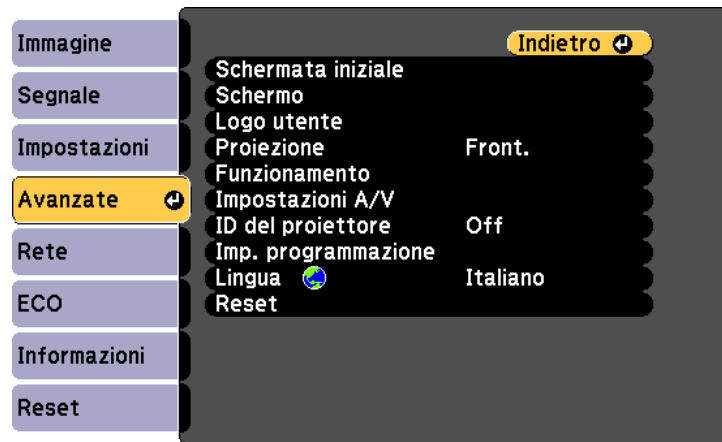 Immagine
Segnale
Impostazioni
Avanzate
Rete
ECO
Informazioni
Reset
Indietro
Schermata iniziale
Schermo
Logo utente
Proiezione Front.
Funzionamento
Impostazioni A/V
ID del proiettore Off
Imp. programmazione
Lingua Italiano
Reset